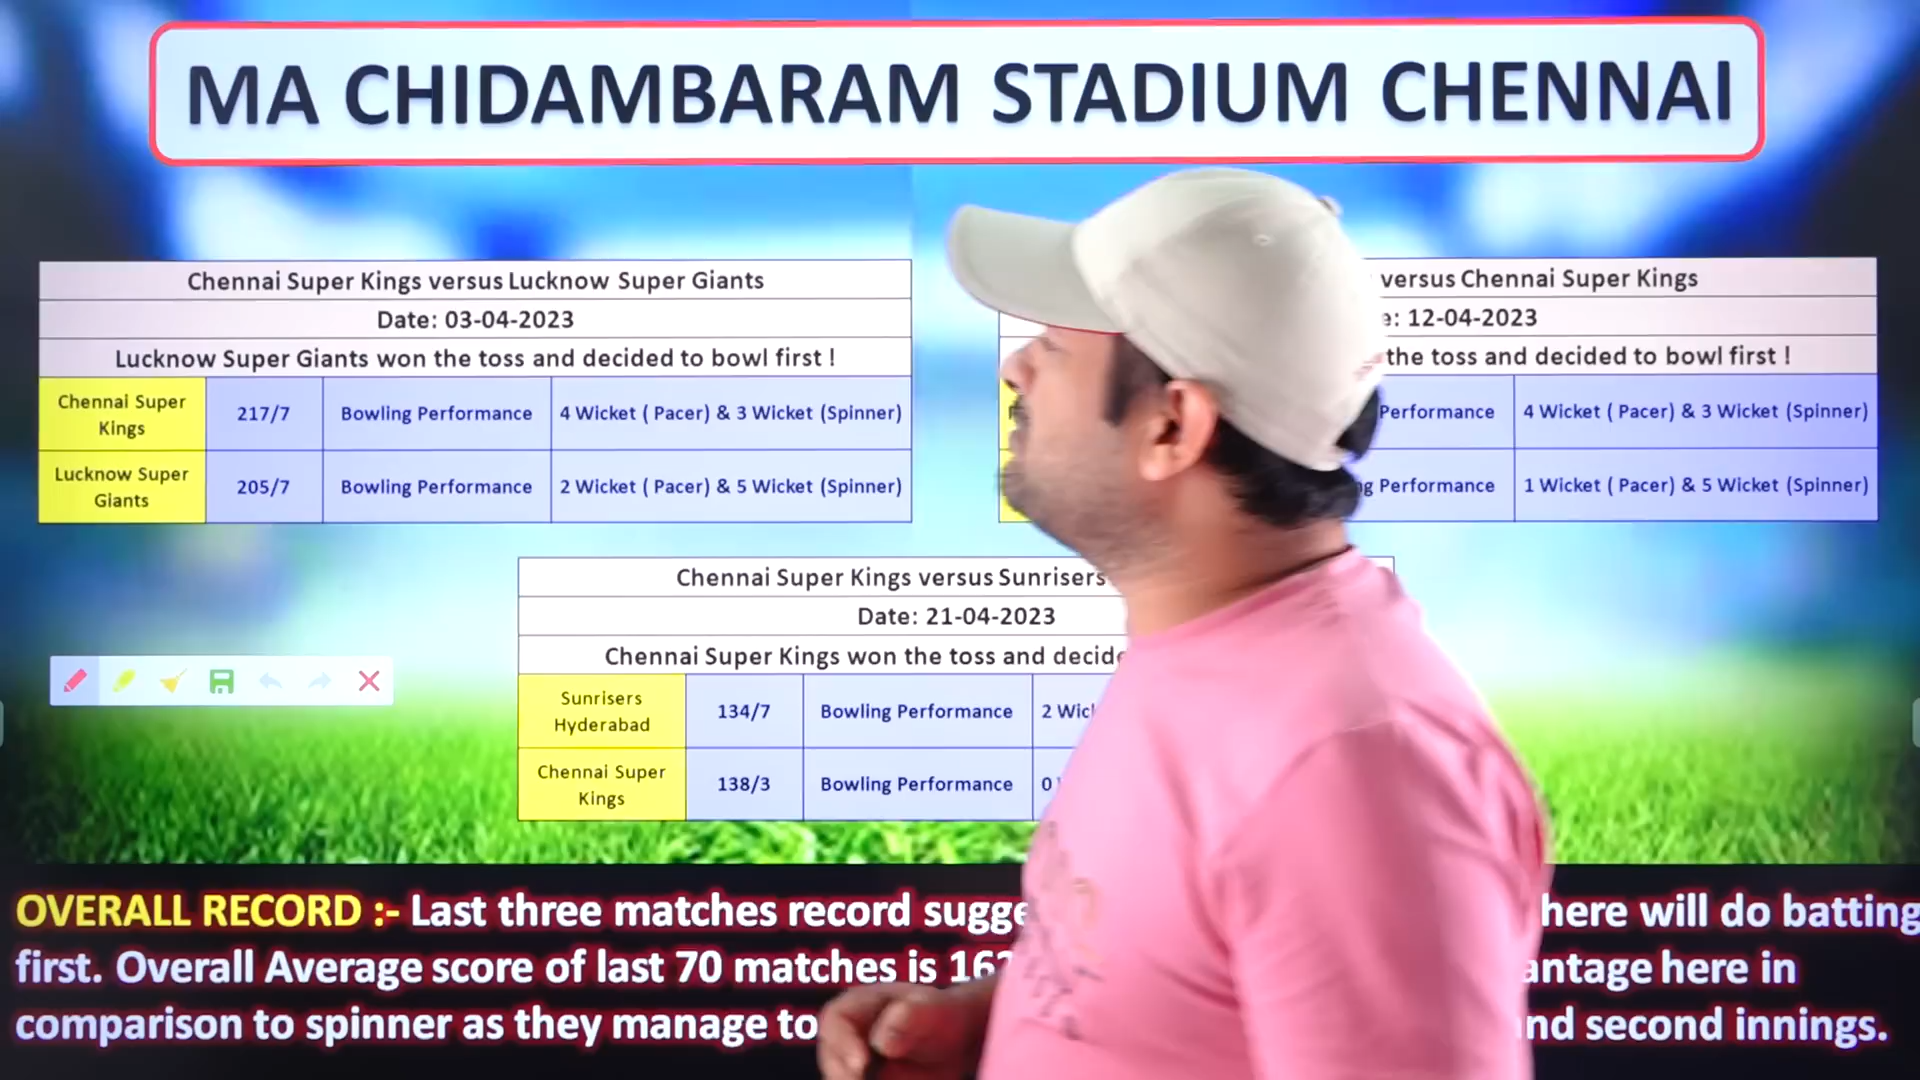 MA CHIDAMBARAM STADIUM CHENNAI
Chennai Super Kings versus Lucknow Super Giants
Date: 03-04-2023
Lucknow Super Giants won the toss and decided to bowl first !
Chennai Super Kings
217/7
Bowling Performance
4 Wicket ( Pacer) & 3 Wicket (Spinner)
Lucknow Super Giants
205/7
Bowling Performance
2 Wicket ( Pacer) & 5 Wicket (Spinner)
versus Chennai Super Kings
12-04-2023
the toss and decided to bowl first !
Performance
4 Wicket ( Pacer) & 3 Wicket (Spinner)
Performance
1 Wicket ( Pacer) & 5 Wicket (Spinner)
Chennai Super Kings versus Sunrisers
Date: 21-04-2023
Chennai Super Kings won the toss and
Sunrisers Hyderabad
134/7
Bowling Performance
2
Chennai Super Kings
138/3
Bowling Performance
0
OVERALL RECORD :- Last three matches record here will do batting
first. Overall Average score of last 70 matches is here in
comparison to spinner as they manage to second innings.